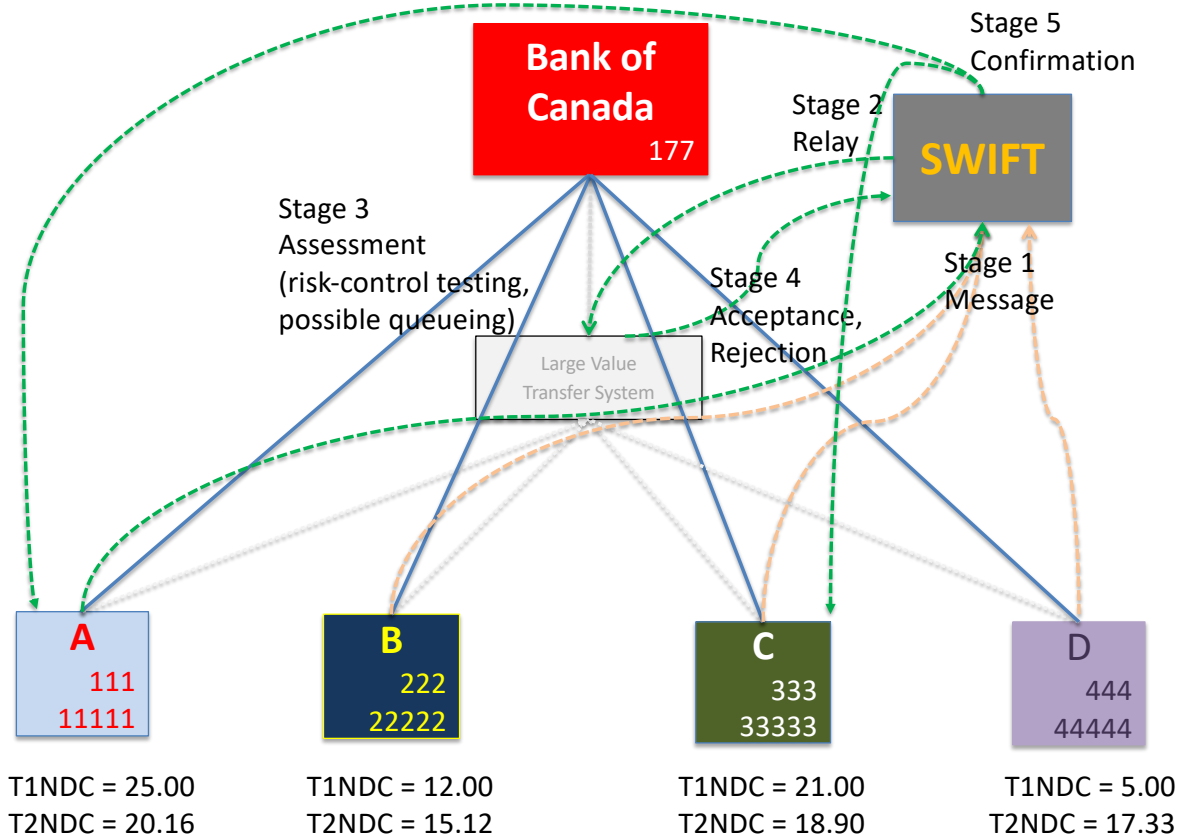 Stage 5
Confirmation
Bank of
Canada
177
Stage 2
Relay
SWIFT
Stage 3
Assessment
(risk-control testing,
possible queueing)
Stage 4
Acceptance,
Rejection
Stage 1
Message
Large Value
Transfer System
A
111
11111
B
222
22222
C
333
33333
D
444
44444
T1NDC = 25.00
T2NDC = 20.16
T1NDC = 12.00
T2NDC = 15.12
T1NDC = 21.00
T2NDC = 18.90
T1NDC = 5.00
T2NDC = 17.33